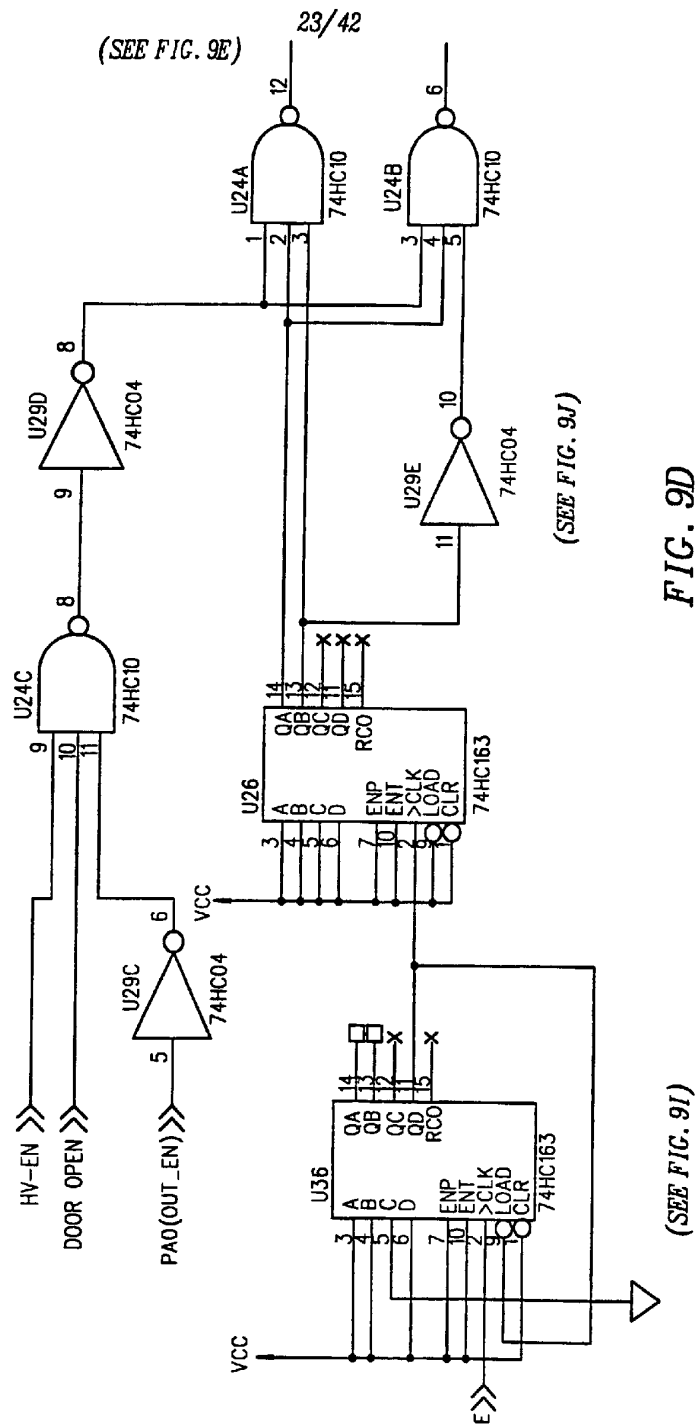 (SEE FIG. 9E)
23/42
HV-EN
DOOR OPEN
PA0(OUT_EN)
5
U29C
6
74HC04
9
10
11
U24C
8
74HC10
9
U29D
8
74HC04
1
2
3
U24A
12
74HC10
3
4
5
U24B
6
74HC10
VCC
U26
3 A
4 B
5 C
6 D
7 ENP
10 ENT
2 >CLK
9 LOAD
1 CLR
QA 14
QB 13
QC 12
QD 11
RCO 15
74HC163
11
U29E
10
74HC04
(SEE FIG. 9J)
VCC
U36
3 A
4 B
5 C
6 D
7 ENP
10 ENT
2 >CLK
9 LOAD
1 CLR
QA 14
QB 13
QC 12
QD 11
RCO 15
74HC163
E
(SEE FIG. 9I)
FIG. 9D